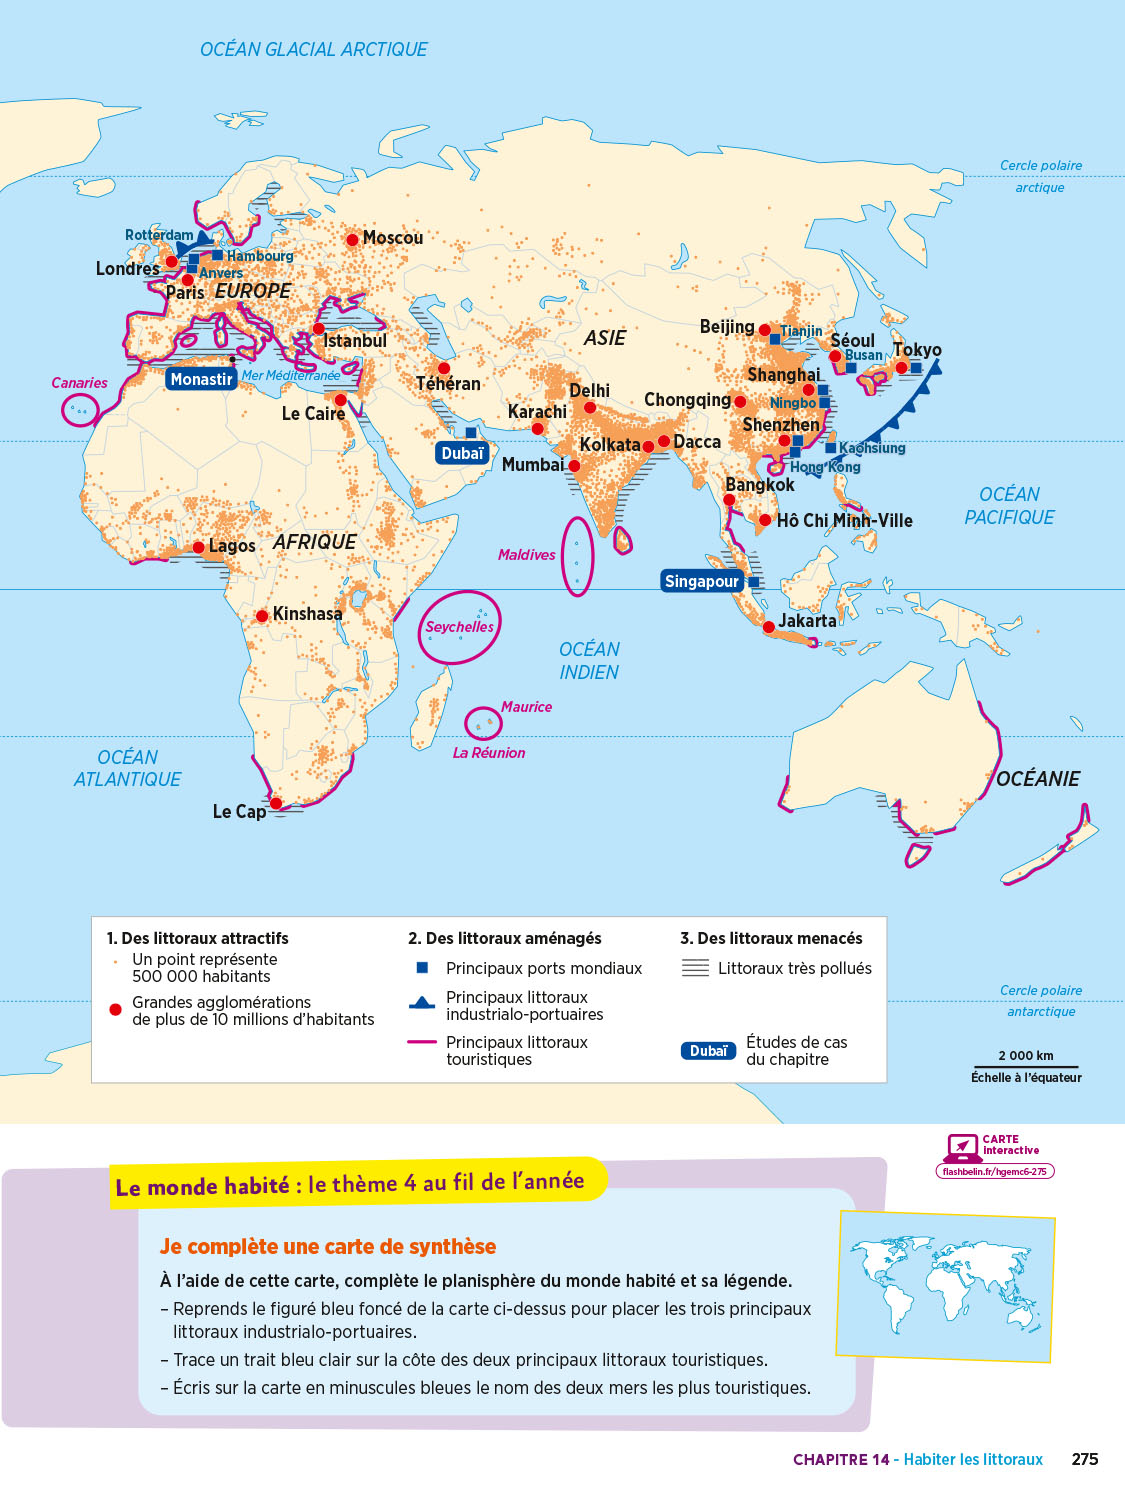 OCÉAN GLACIAL ARCTIQUE
Cercle polaire
arctique
Rotterdam
Moscou
Hambourg
Londres
Anvers
Paris
EUROPE
Beijing
Tianjin
ASIE
Séoul
Istanbul
Busan
Tokyo
Mer Méditerranée
Monastir
Canaries
Téhéran
Shanghai
Delhi
Chongqing
Ningbo
Le Caire
Karachi
Shenzhen
Kolkata
Dacca
Kaohsiung
Dubaï
Mumbai
Hong Kong
Bangkok
OCÉAN
PACIFIQUE
Hô Chi Minh-Ville
AFRIQUE
Lagos
Maldives
Singapour
Kinshasa
Seychelles
Jakarta
OCÉAN
INDIEN
Maurice
La Réunion
OCÉAN
ATLANTIQUE
OCÉANIE
Le Cap
1. Des littoraux attractifs
Un point représente
500 000 habitants
Grandes agglomérations
de plus de 10 millions d’habitants
2. Des littoraux aménagés
Principaux ports mondiaux
Principaux littoraux
industrialo-portuaires
Principaux littoraux
touristiques
3. Des littoraux menacés
Littoraux très pollués
Dubaï
Études de cas
du chapitre
Cercle polaire
antarctique
2 000 km
Échelle à l’équateur
CARTE
interactive
flashbelin.fr/hgemc6-275
Le monde habité : le thème 4 au fil de l’année
Je complète une carte de synthèse
À l’aide de cette carte, complète le planisphère du monde habité et sa légende.
– Reprends le figuré bleu foncé de la carte ci-dessus pour placer les trois principaux
littoraux industrialo-portuaires.
– Trace un trait bleu clair sur la côte des deux principaux littoraux touristiques.
– Écris sur la carte en minuscules bleues le nom des deux mers les plus touristiques.
CHAPITRE 14 - Habiter les littoraux 275